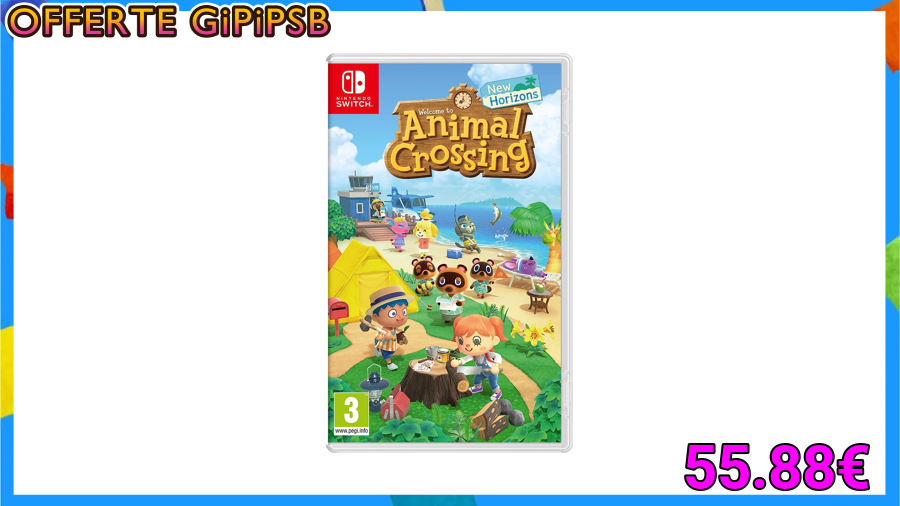 OFFERTE GiPiPSB
NINTENDO
SWITCH.
New
Horizons
Welcome to
Animal
Crossing
3
www.pegi.info
55.88€